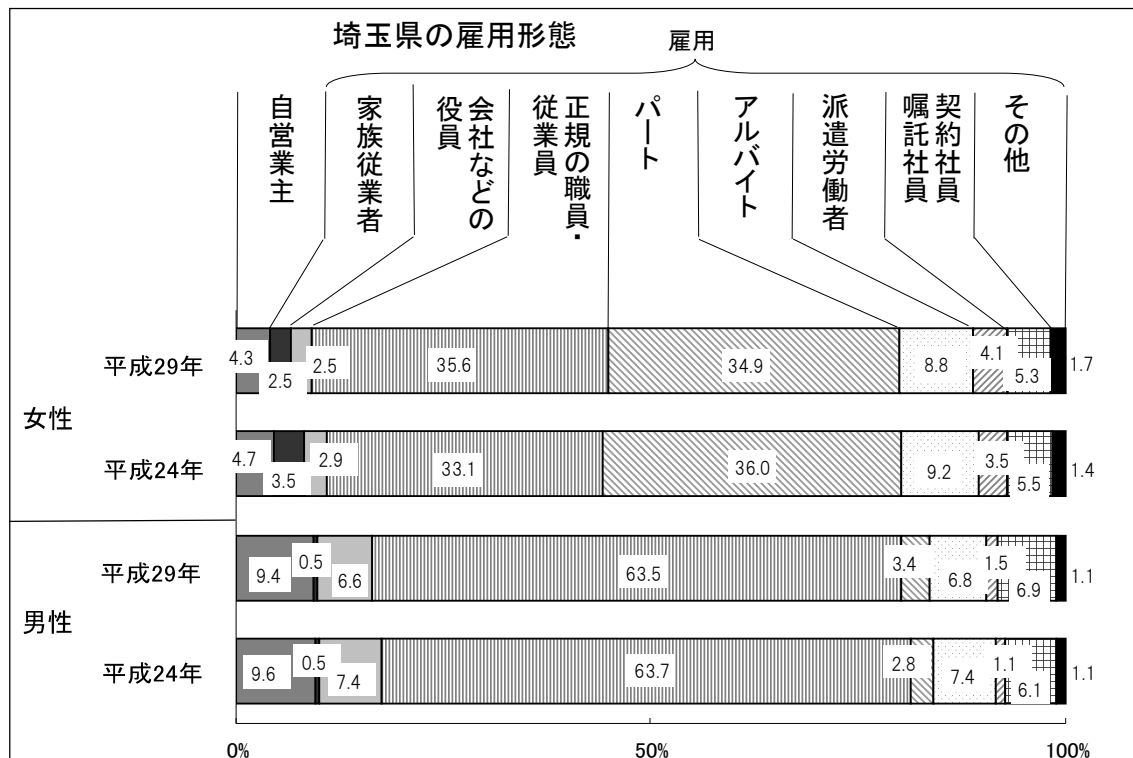 埼玉県の雇用形態
雇用
自営業主
家族従業者
会社などの
役員
正規の職員・
従業員
パート
アルバイト
派遣労働者
契約社員
嘱託社員
その他
女性
平成29年
4.3
2.5
2.5
35.6
34.9
8.8
4.1
5.3
1.7
平成24年
4.7
3.5
2.9
33.1
36.0
9.2
3.5
5.5
1.4
男性
平成29年
9.4
0.5
6.6
63.5
3.4
6.8
1.5
6.9
1.1
平成24年
9.6
0.5
7.4
63.7
2.8
7.4
1.1
6.1
1.1
0%
50%
100%